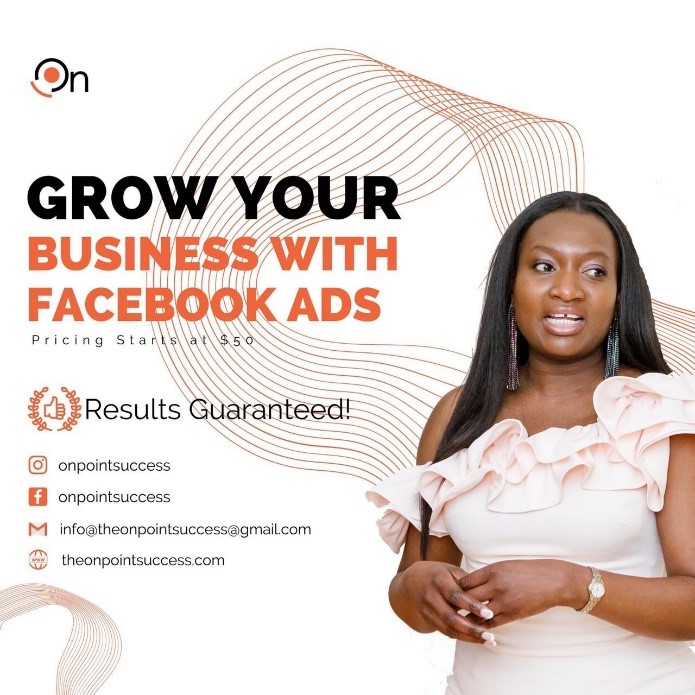 On
GROW YOUR
BUSINESS WITH
FACEBOOK ADS
Pricing Starts at $50
Results Guaranteed!
onpointsuccess
onpointsuccess
info@theonpointsuccess@gmail.com
www
theonpointsuccess.com